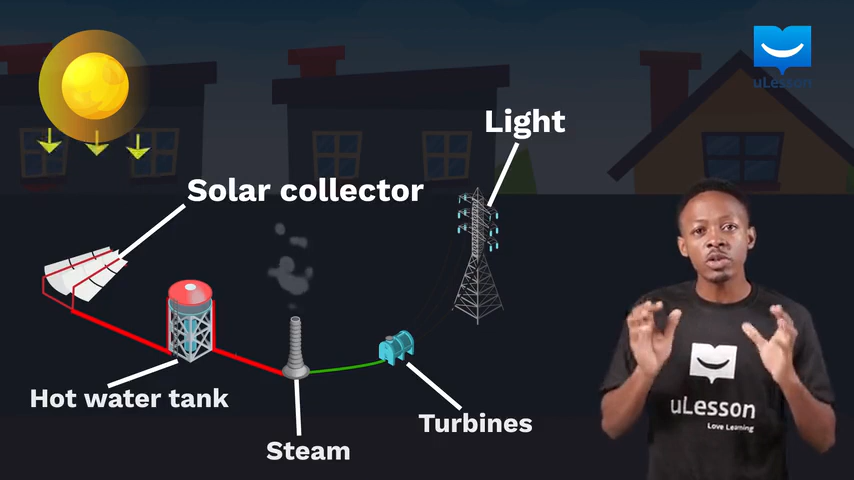 uLesson
Light
Solar collector
Hot water tank
Turbines
Steam
uLesson
Love Learning